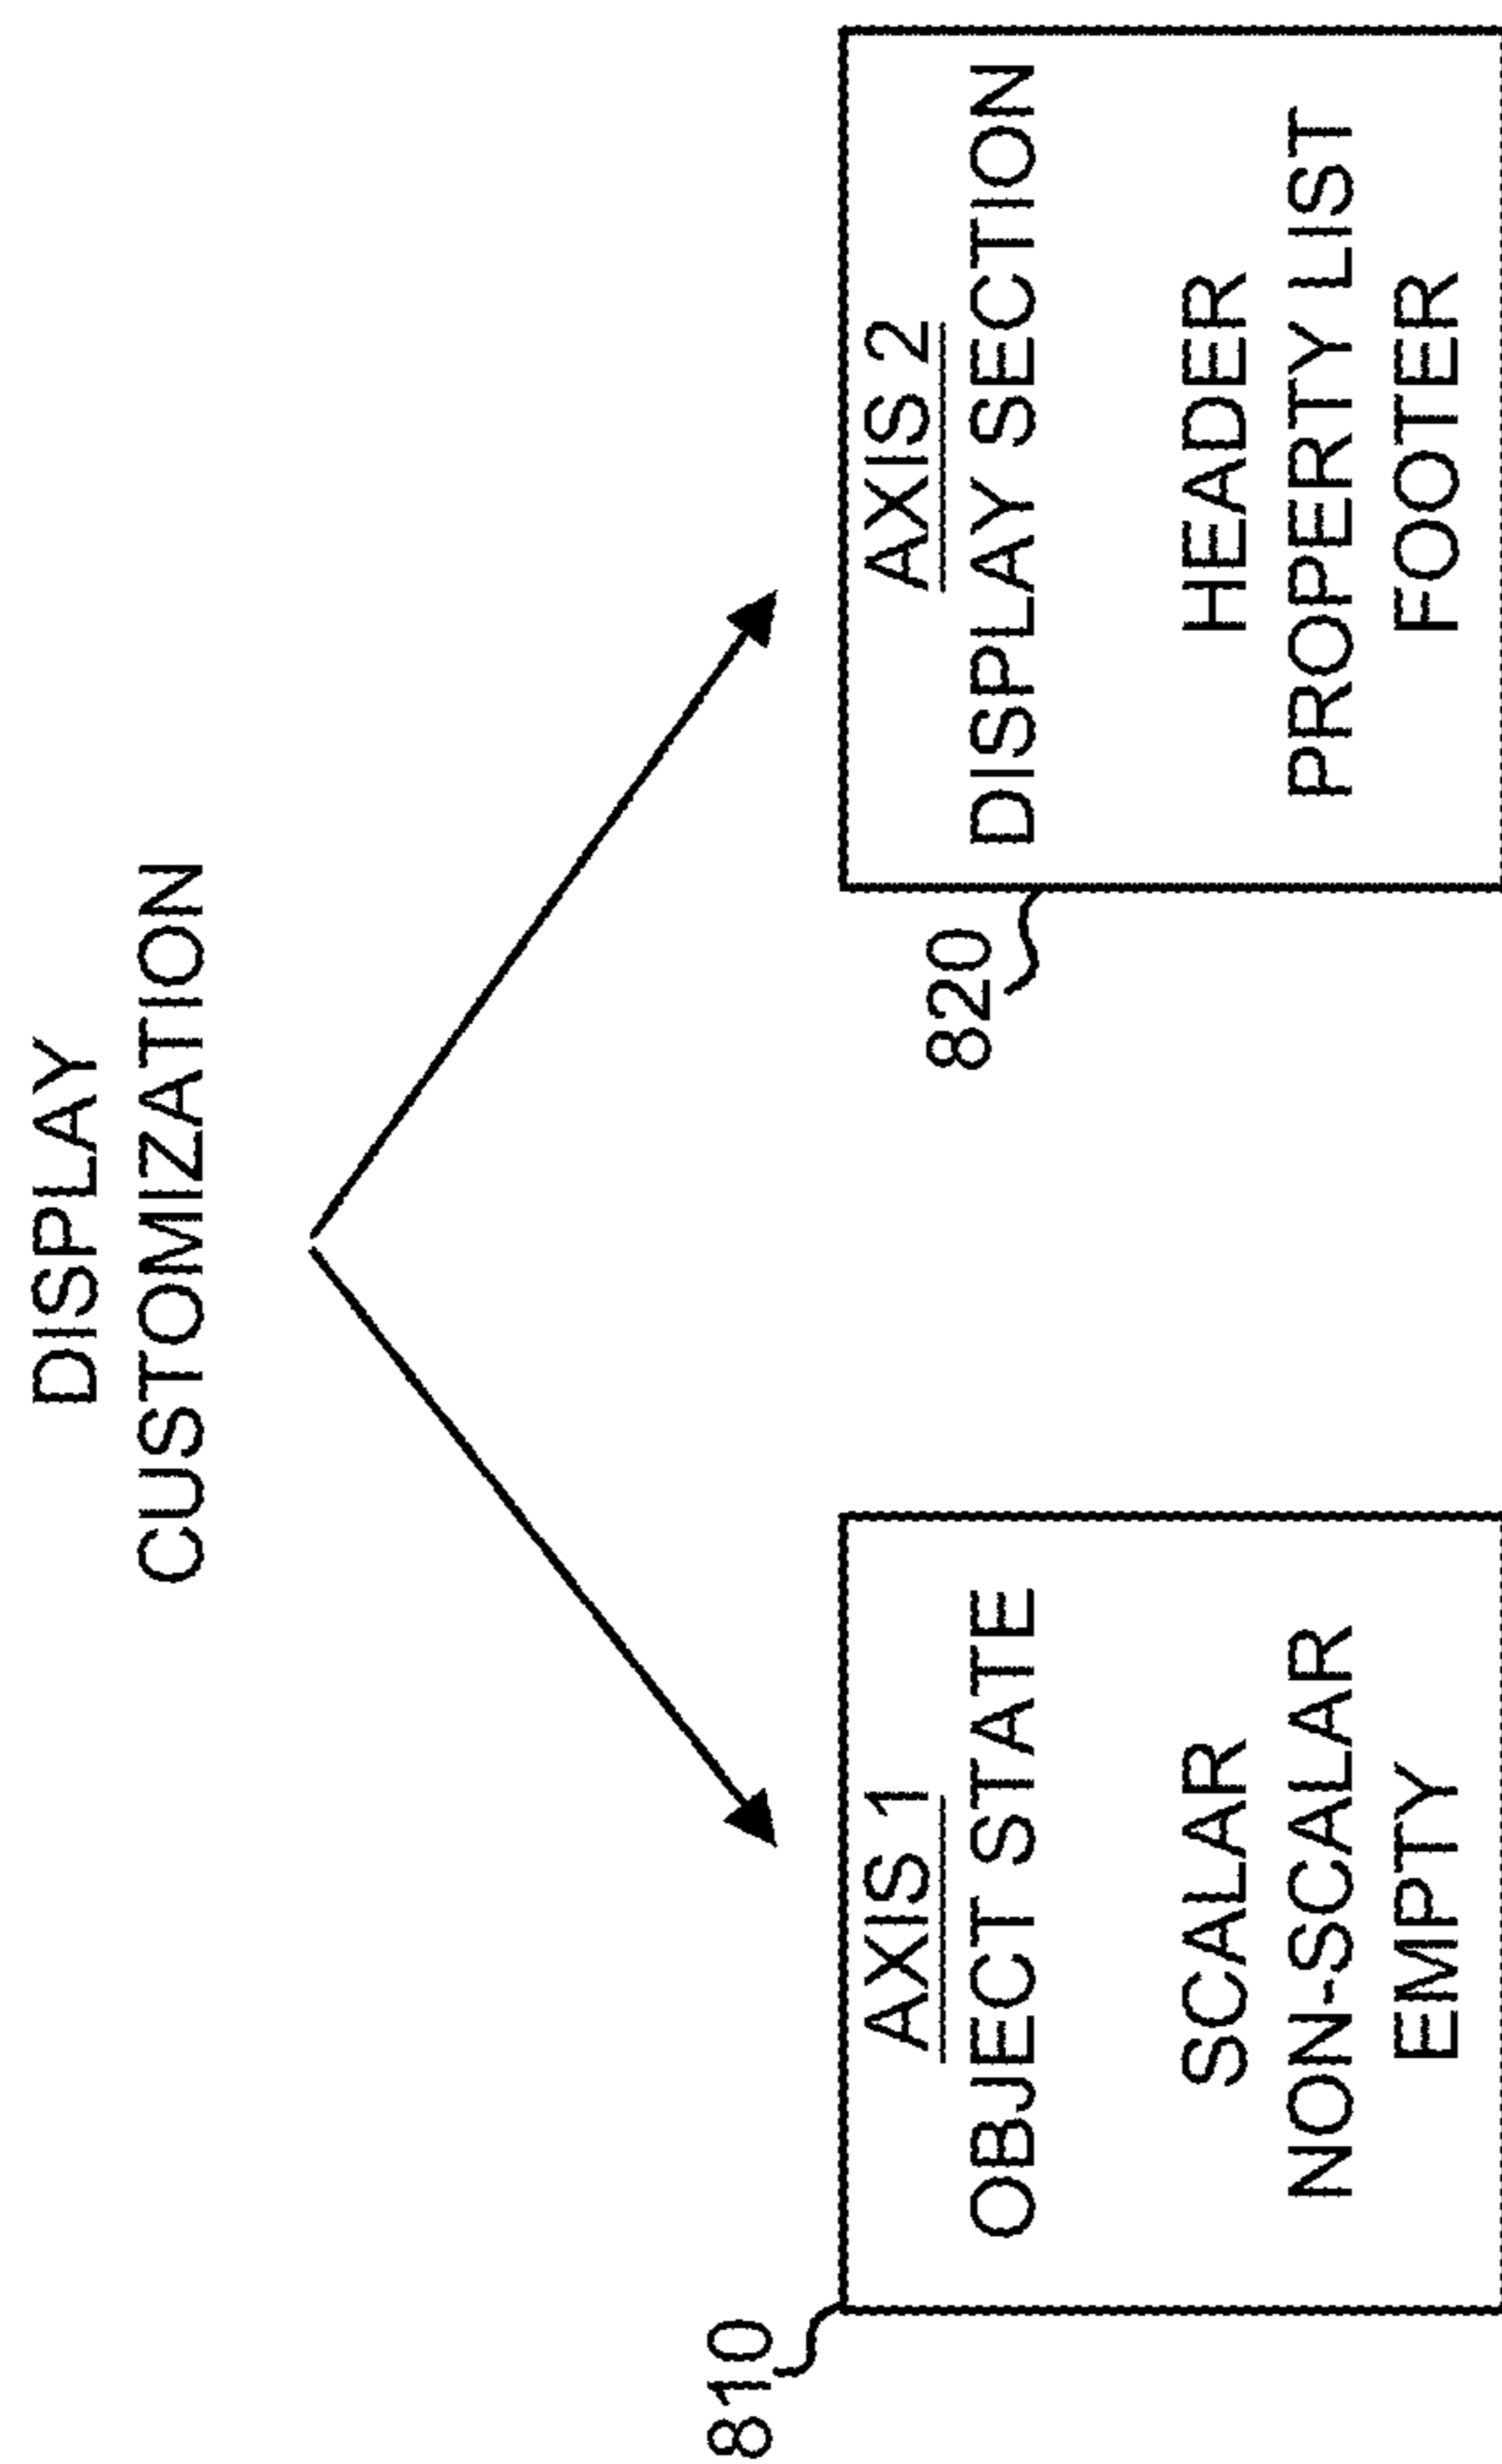 DISPLAY
CUSTOMIZATION
810
AXIS 1
OBJECT STATE
SCALAR
NON-SCALAR
EMPTY
820
AXIS 2
DISPLAY SECTION
HEADER
PROPERTY LIST
FOOTER